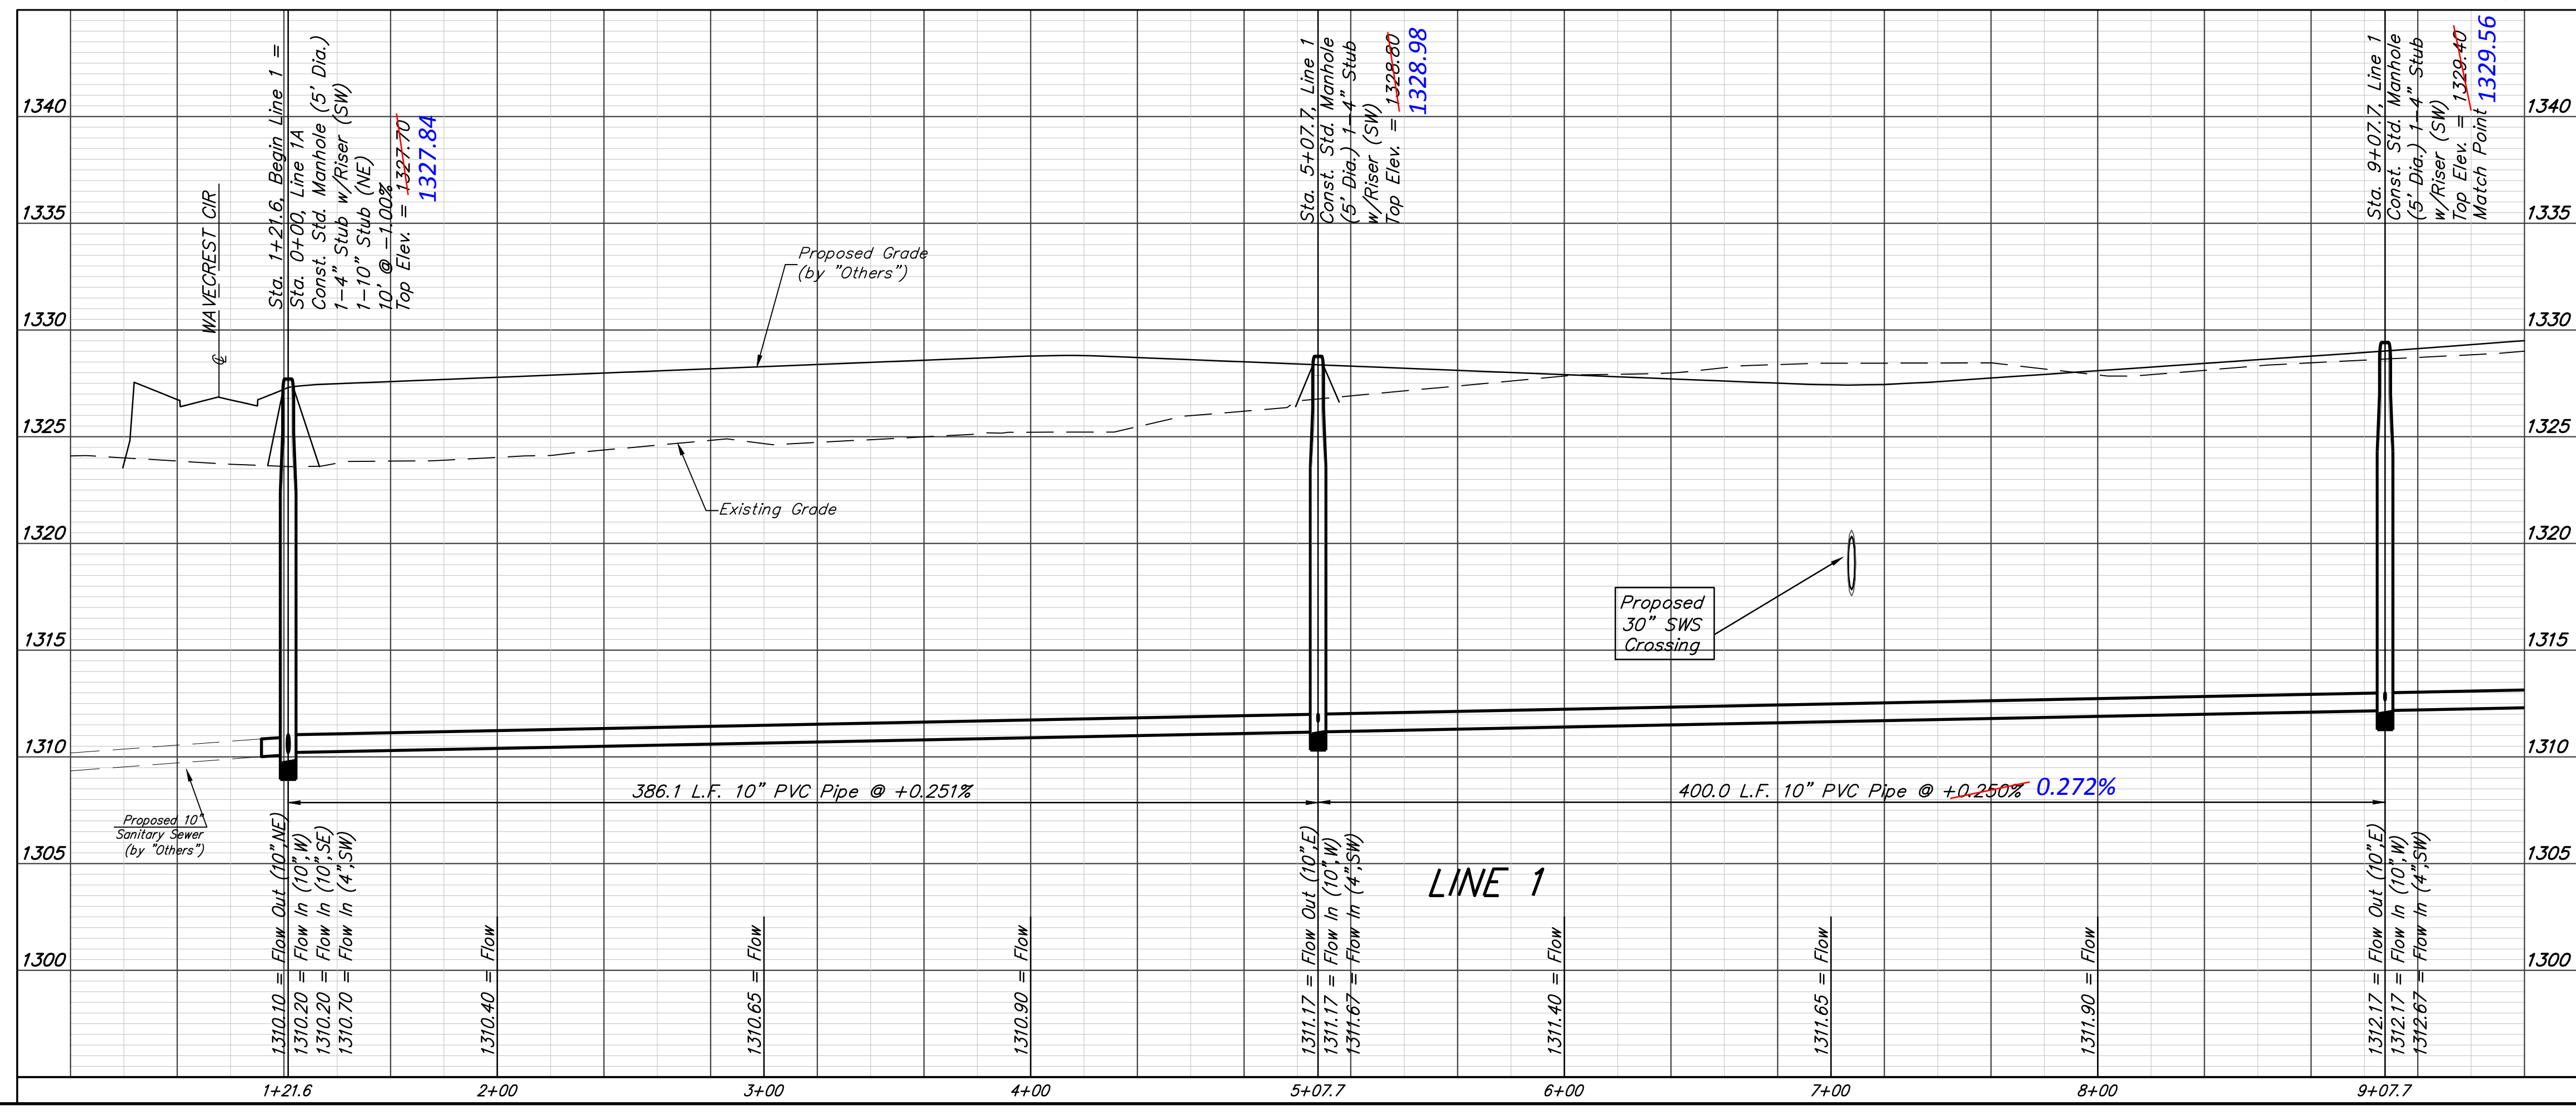 WAVECREST CIR
℄
Sta. 1+21.6, Begin Line 1 =
Sta. 0+00, Line 1A
Const. Std. Manhole (5' Dia.)
1-4" Stub w/Riser (SW)
1-10" Stub (NE)
10' @ -1.00%
Top Elev. = 1327.70
1327.84
Proposed Grade
(by "Others")
Existing Grade
Sta. 5+07.7, Line 1
Const. Std. Manhole
(5' Dia.) 1-4" Stub
w/Riser (SW)
Top Elev. = 1328.80
1328.98
Proposed
30" SWS
Crossing
Sta. 9+07.7, Line 1
Const. Std. Manhole
(5' Dia.) 1-4" Stub
w/Riser (SW)
Top Elev. = 1329.40
Match Point 1329.56
1340 1340
1335 1335
1330 1330
1325 1325
1320 1320
1315 1315
1310 1310
1305 1305
1300 1300
386.1 L.F. 10" PVC Pipe @ +0.251%
400.0 L.F. 10" PVC Pipe @ +0.250% 0.272%
Proposed 10"
Sanitary Sewer
(by "Others")
LINE 1
1310.10 = Flow Out (10",NE)
1310.20 = Flow In (10",W)
1310.20 = Flow In (10",SE)
1310.70 = Flow In (4",SW)
1310.40 = Flow
1310.65 = Flow
1310.90 = Flow
1311.17 = Flow Out (10",E)
1311.17 = Flow In (10",W)
1311.67 = Flow In (4",SW)
1311.40 = Flow
1311.65 = Flow
1311.90 = Flow
1312.17 = Flow Out (10",E)
1312.17 = Flow In (10",W)
1312.67 = Flow In (4",SW)
1+21.6 2+00 3+00 4+00 5+07.7 6+00 7+00 8+00 9+07.7